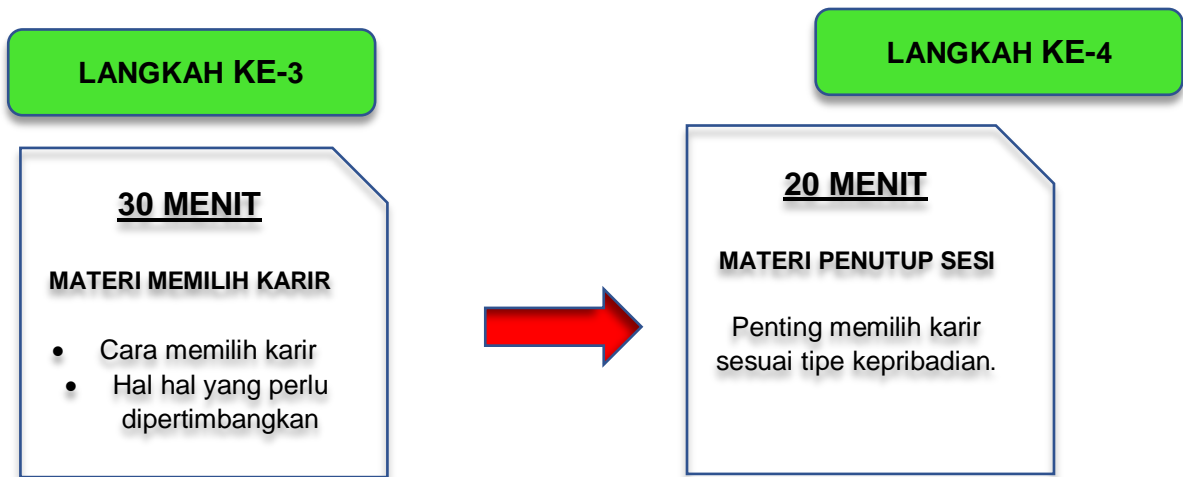 LANGKAH KE-3
30 MENIT
MATERI MEMILIH KARIR
• Cara memilih karir
• Hal hal yang perlu
dipertimbangkan
LANGKAH KE-4
20 MENIT
MATERI PENUTUP SESI
Penting memilih karir
sesuai tipe kepribadian.